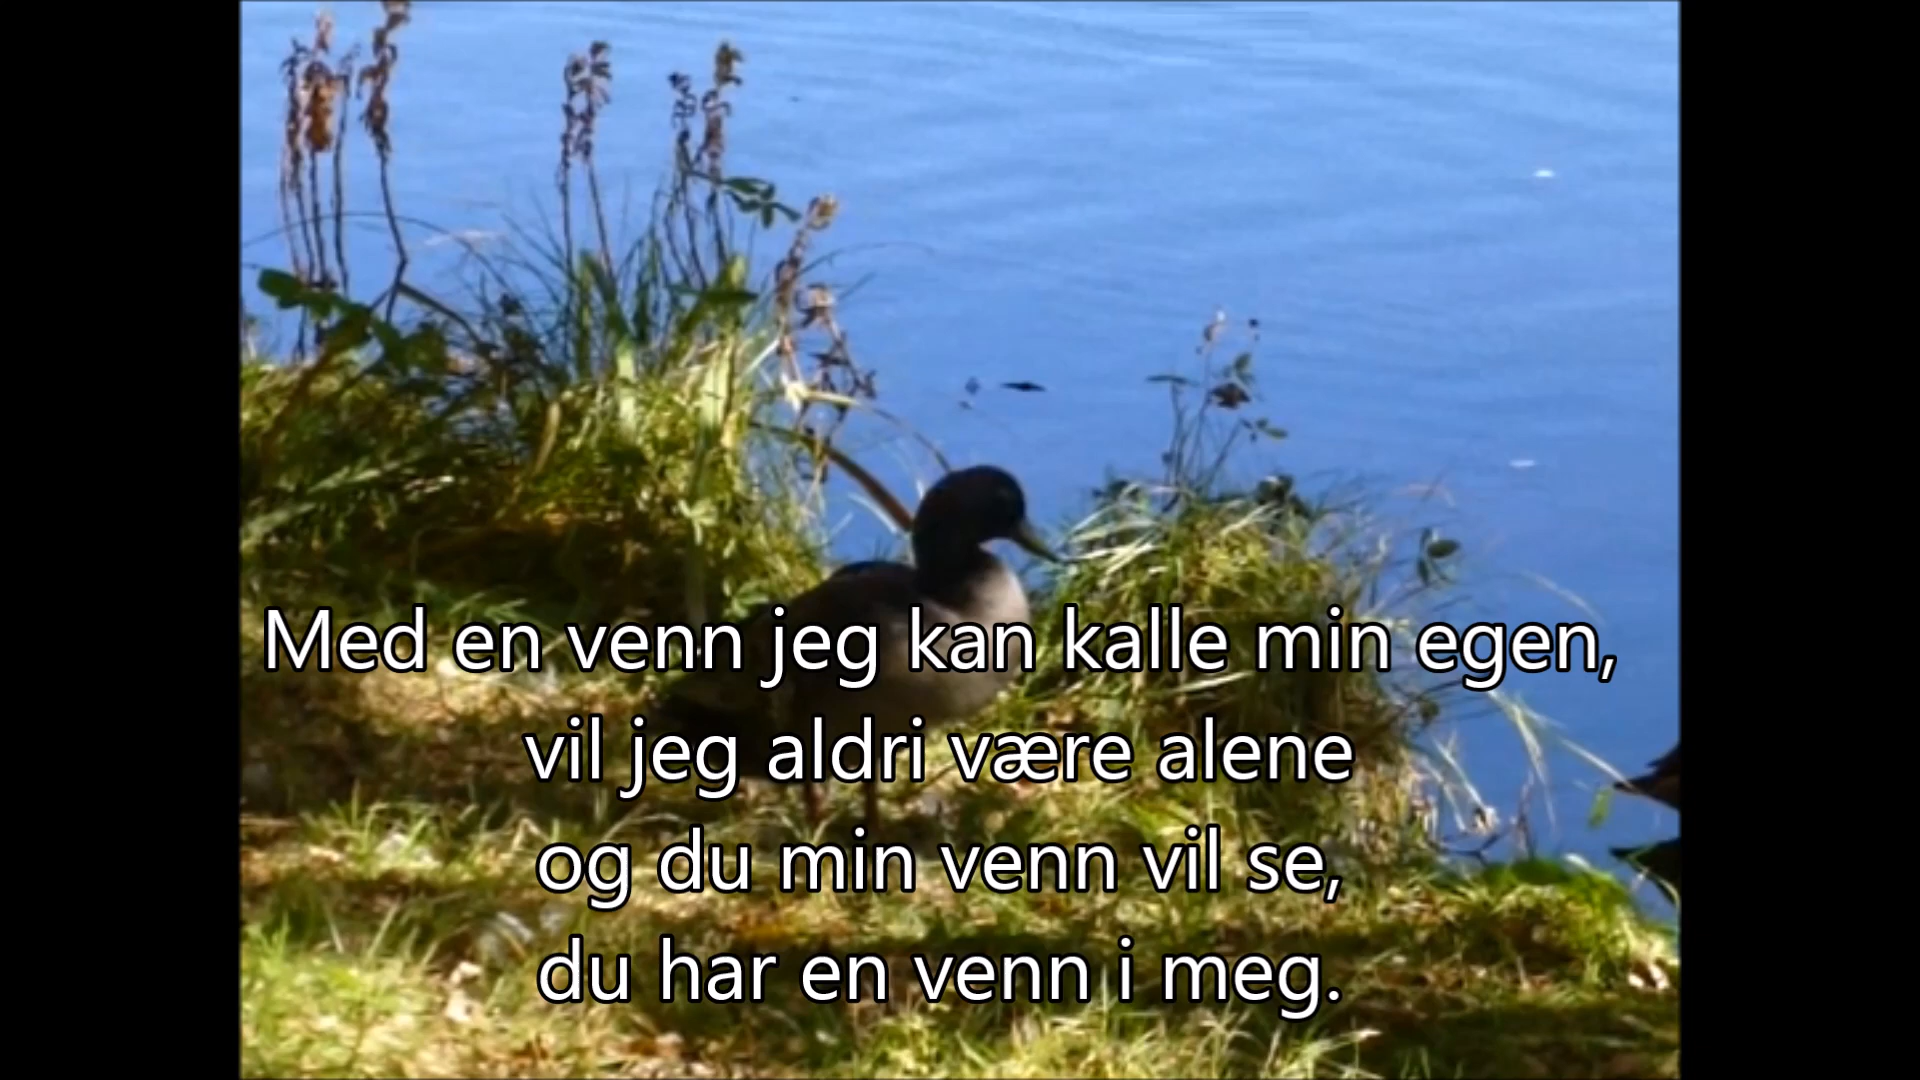 Med en venn jeg kan kalle min egen,
vil jeg aldri være alene
og du min venn vil se,
du har en venn i meg.